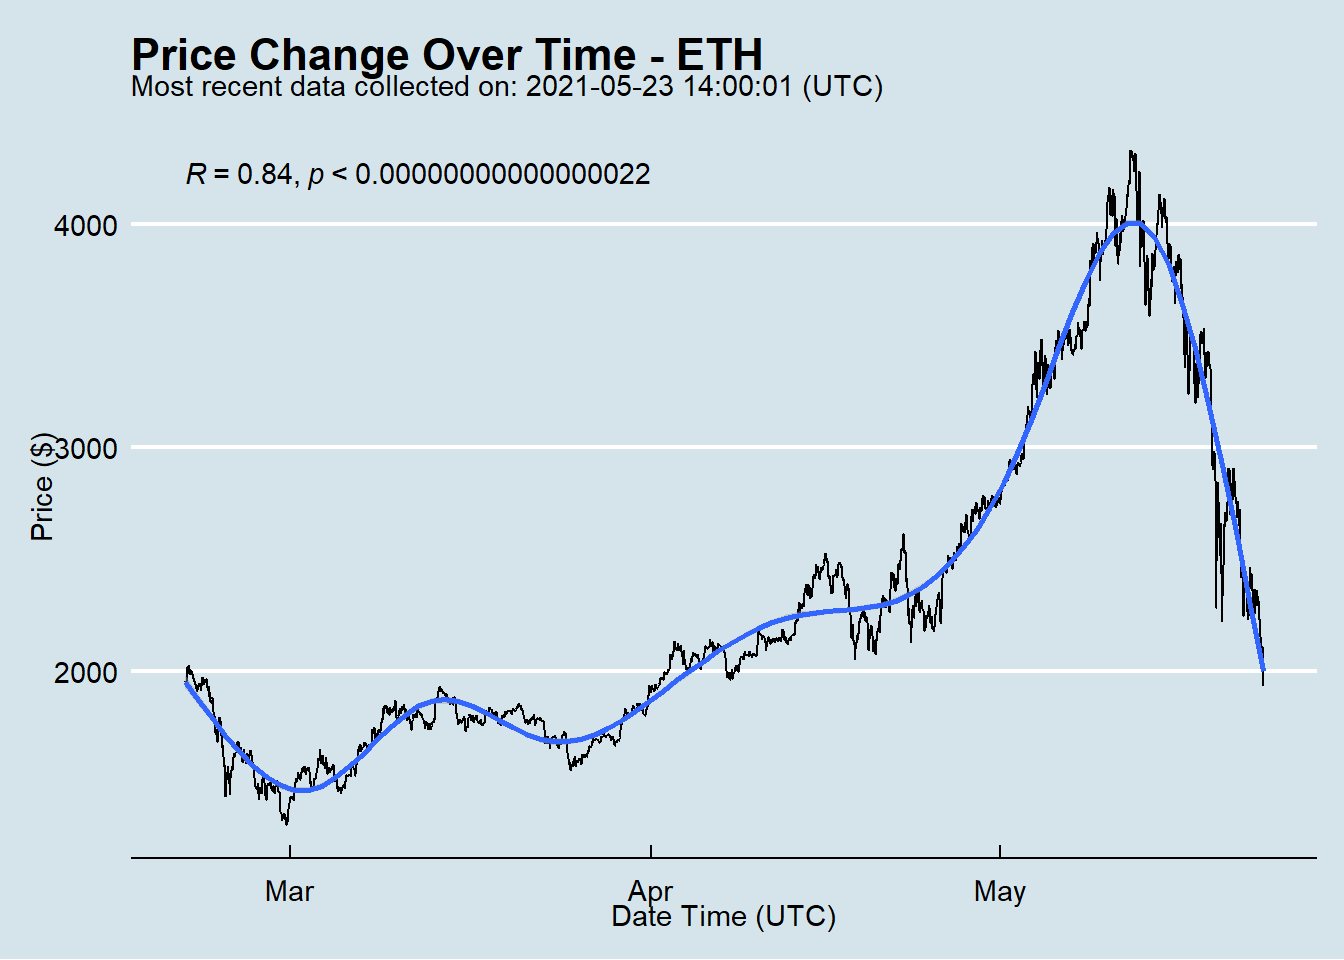 Price Change Over Time - ETH
Most recent data collected on: 2021-05-23 14:00:01 (UTC)
R = 0.84, p < 0.00000000000000022
4000
3000
2000
Price ($)
Mar
Apr
May
Date Time (UTC)